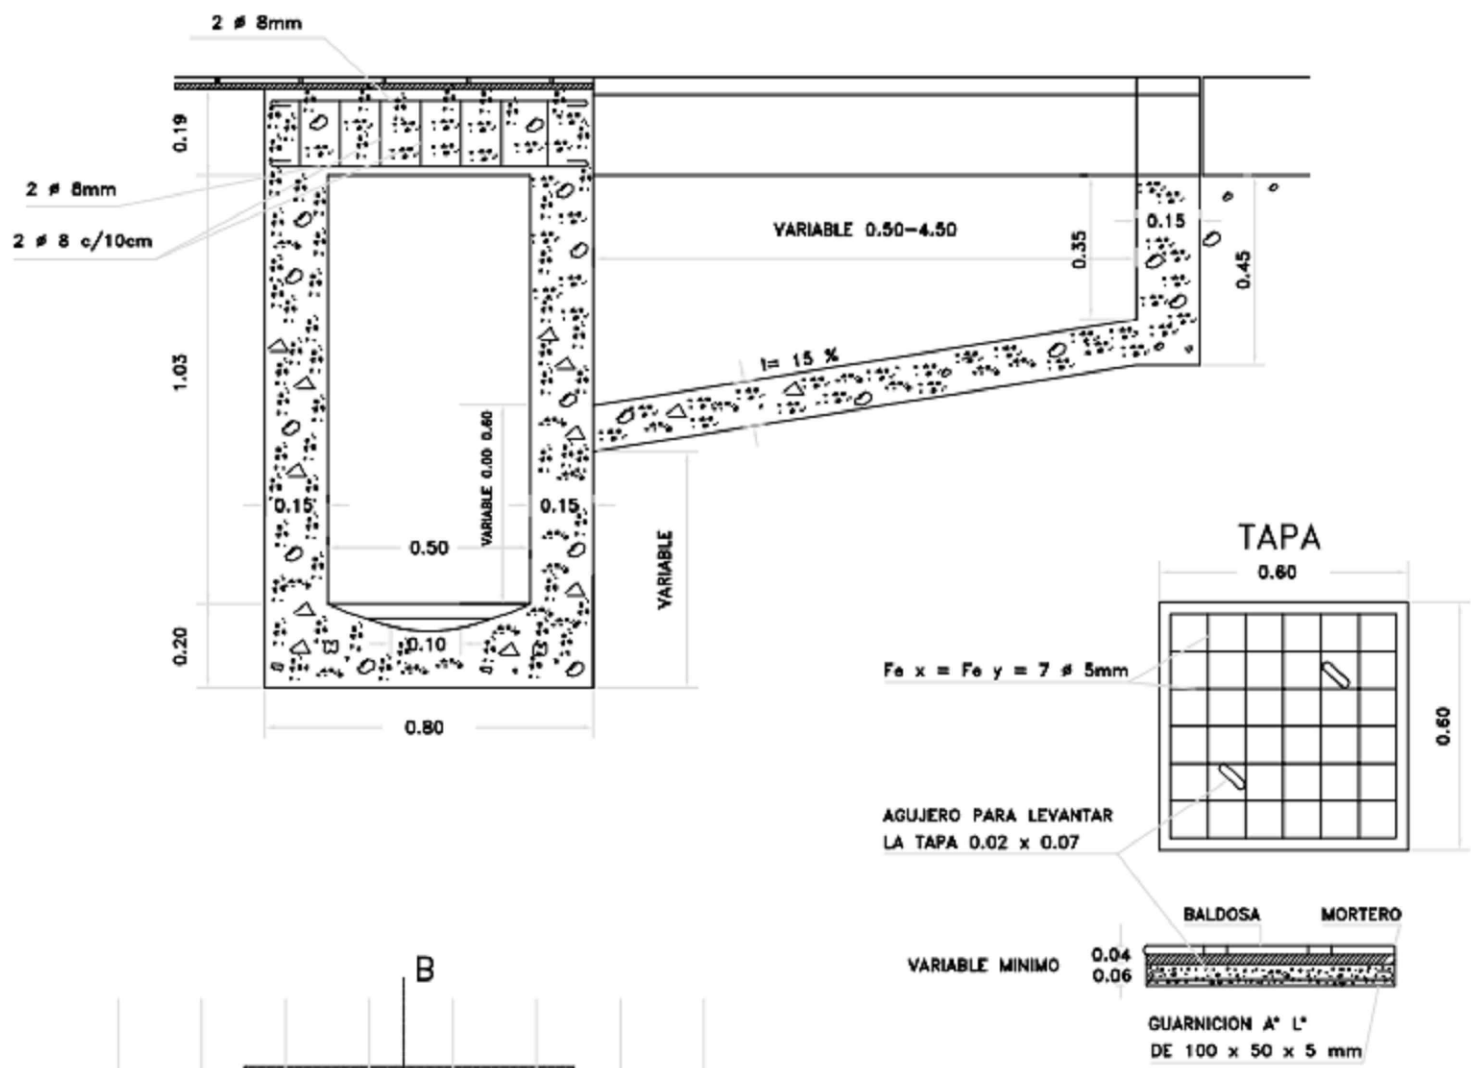 2 ø 8mm
0.19
2 ø 8mm
2 ø 8 c/10cm
VARIABLE 0.50-4.50
0.35
0.15
0.45
1.03
I= 15 %
VARIABLE 0.00 0.60
0.15
0.15
0.50
VARIABLE
0.20
0.10
0.80
TAPA
0.60
Fe x = Fe y = 7 ø 5mm
0.60
AGUJERO PARA LEVANTAR
LA TAPA 0.02 x 0.07
BALDOSA MORTERO
VARIABLE MINIMO 0.04
0.06
B
GUARNICION A° L°
DE 100 x 50 x 5 mm